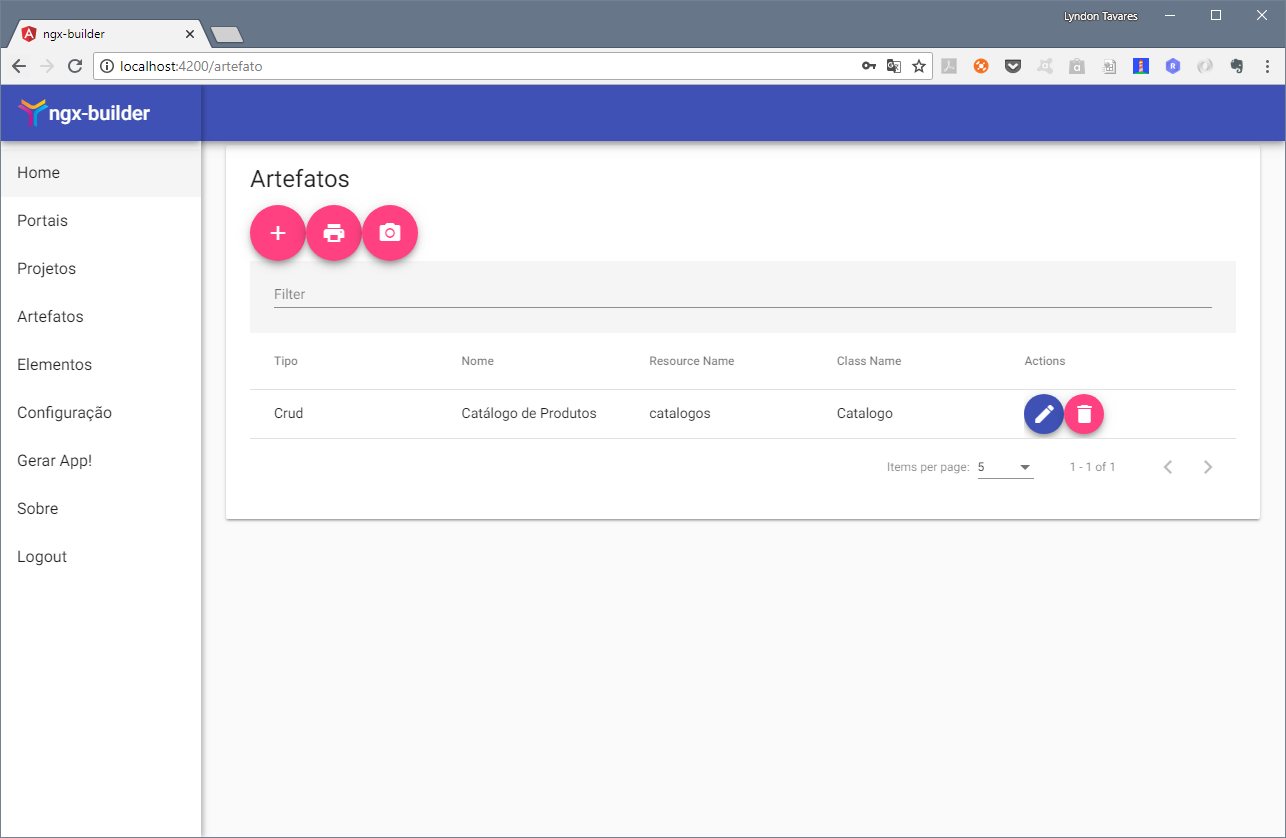 Lyndon Tavares
ngx-builder
localhost:4200/artefato
ngx-builder
Home
Portais
Projetos
Artefatos
Elementos
Configuração
Gerar App!
Sobre
Logout
Artefatos
Filter
Tipo Nome Resource Name Class Name Actions
Crud Catálogo de Produtos catalogos Catalogo
Items per page: 5 1 - 1 of 1